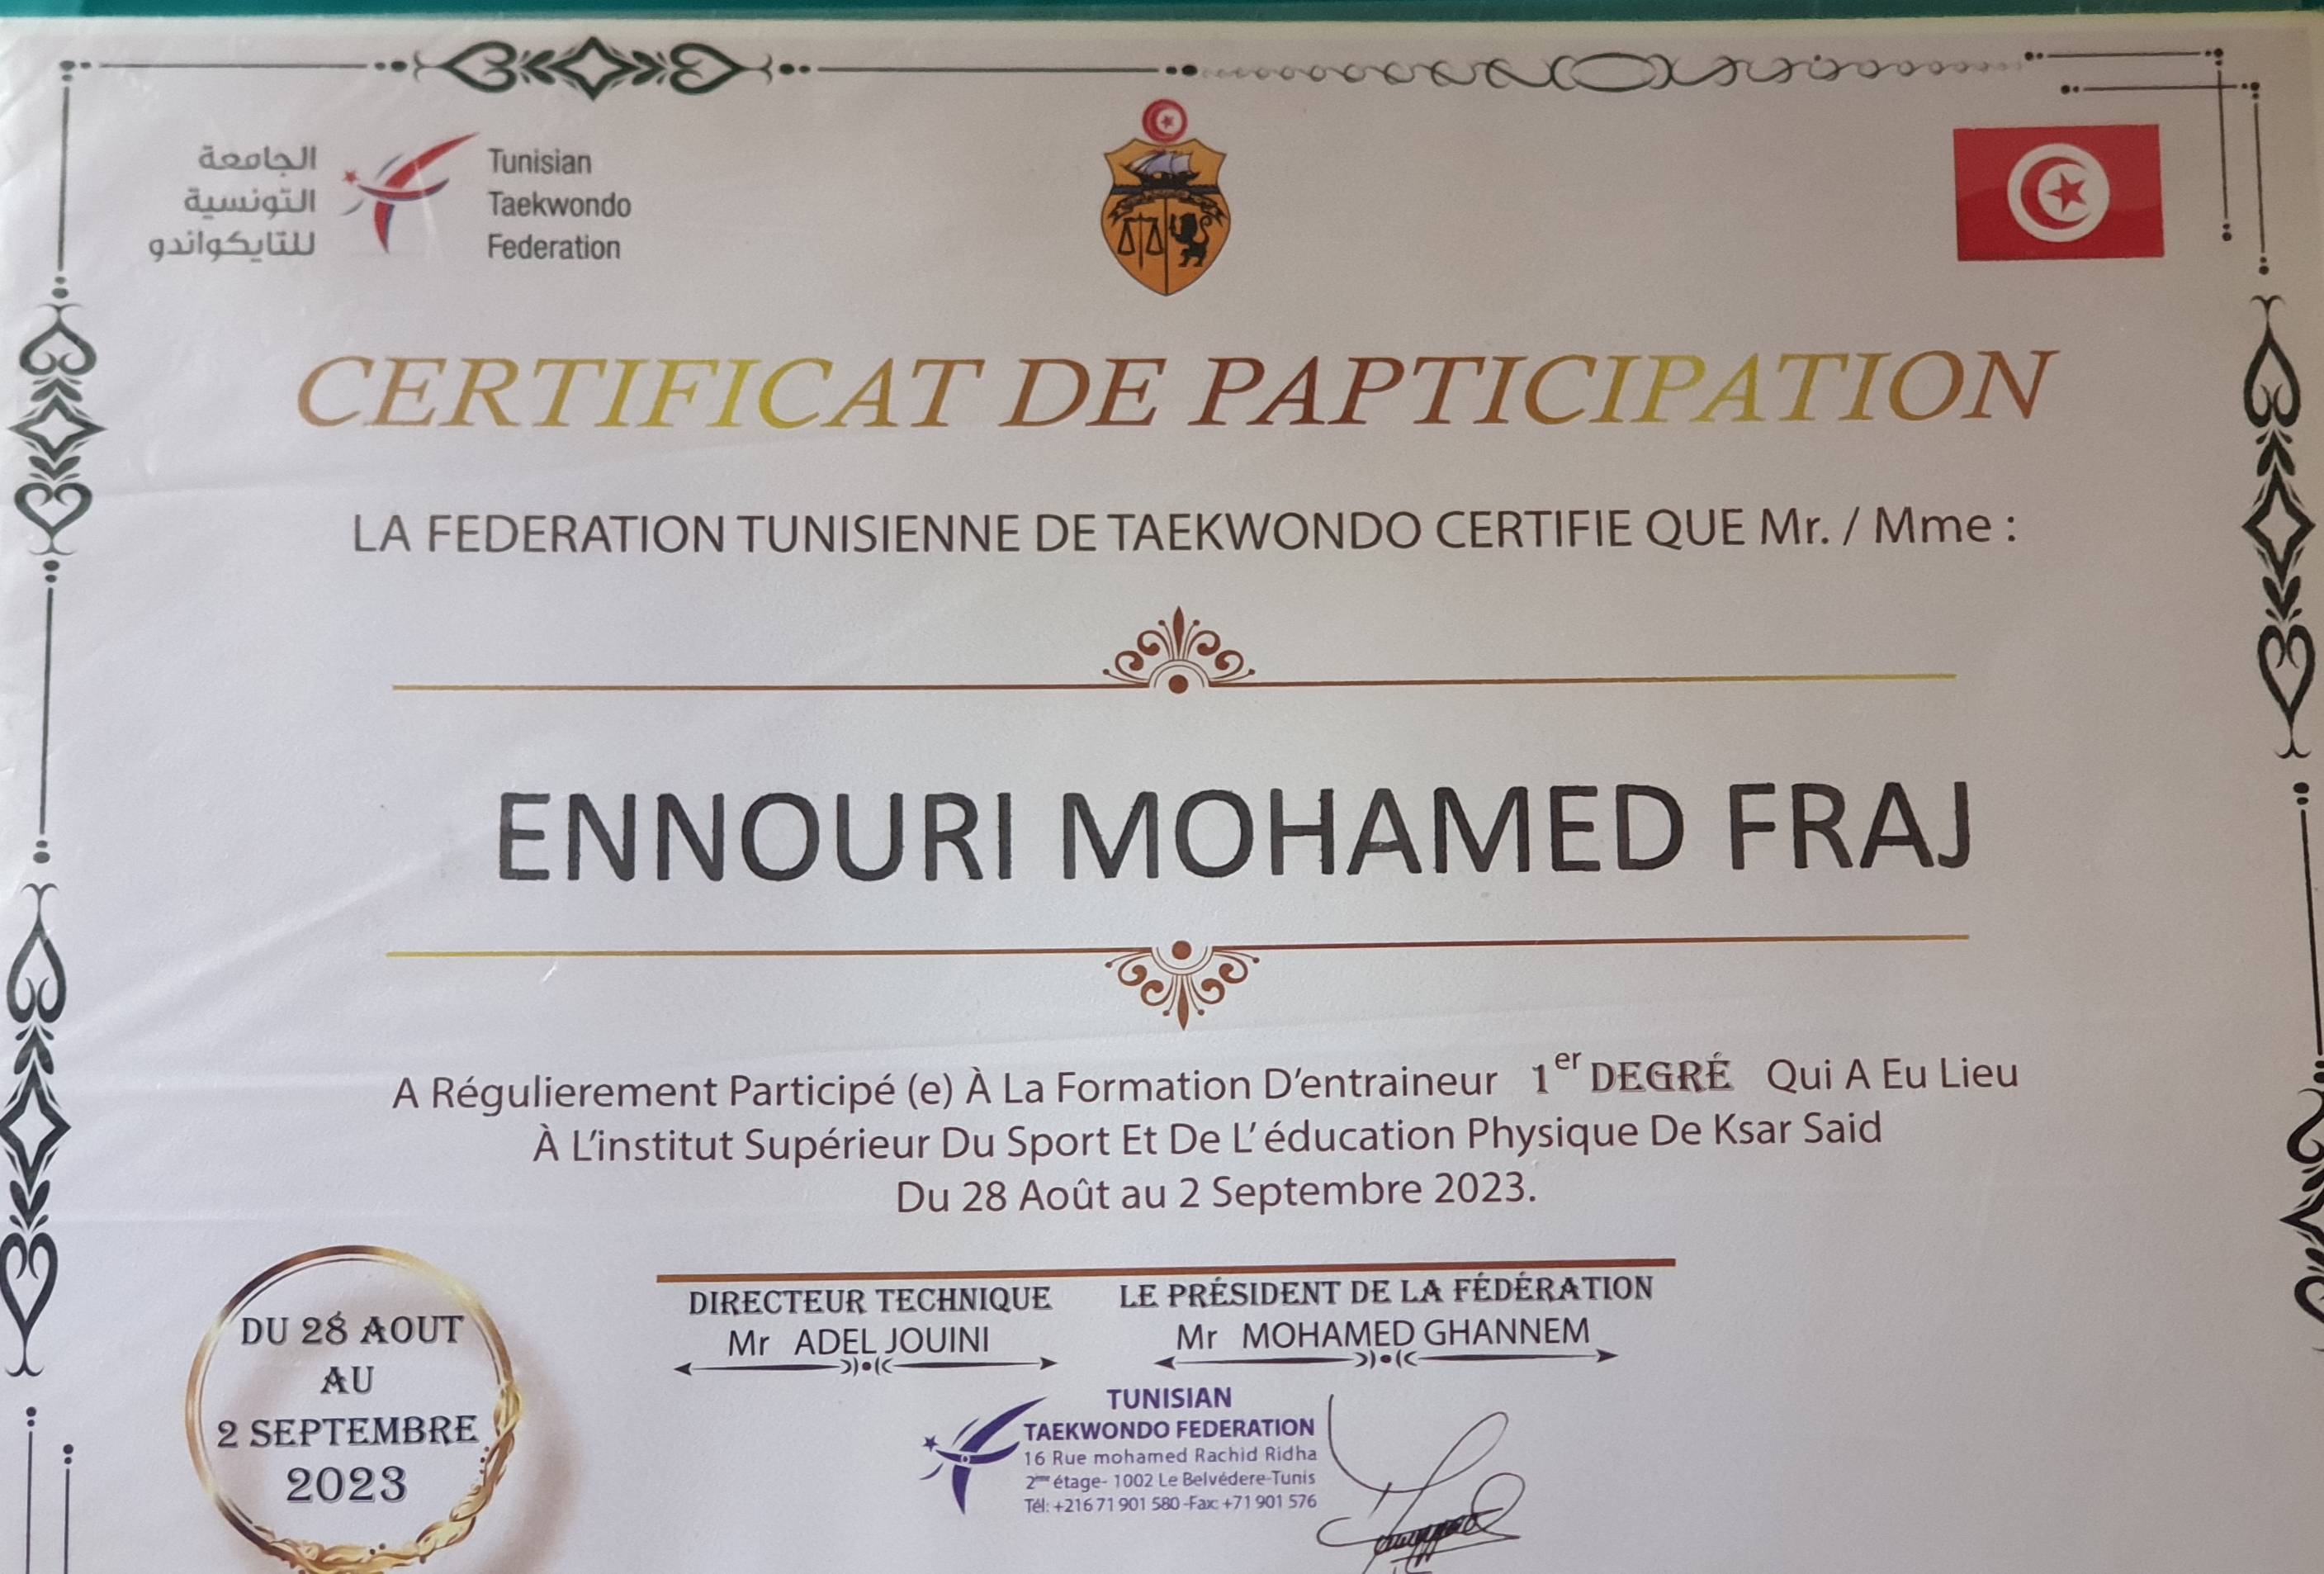 الجامعة
التونسية
للتايكواندو
Tunisian
Taekwondo
Federation
CERTIFICAT DE PAPTICIPATION
LA FEDERATION TUNISIENNE DE TAEKWONDO CERTIFIE QUE Mr. / Mme :
ENNOURI MOHAMED FRAJ
A Régulierement Participé (e) À La Formation D'entraineur 1er DEGRÉ Qui A Eu Lieu
À L'institut Supérieur Du Sport Et De L'éducation Physique De Ksar Said
Du 28 Août au 2 Septembre 2023.
DU 28 AOUT
AU
2 SEPTEMBRE
2023
DIRECTEUR TECHNIQUE
Mr ADEL JOUINI
LE PRÉSIDENT DE LA FÉDÉRATION
Mr MOHAMED GHANNEM
TUNISIAN
TAEKWONDO FEDERATION
16 Rue mohamed Rachid Ridha
2ème étage- 1002 Le Belvédere-Tunis
Tél: +216 71 901 580 -Fax: +71 901 576